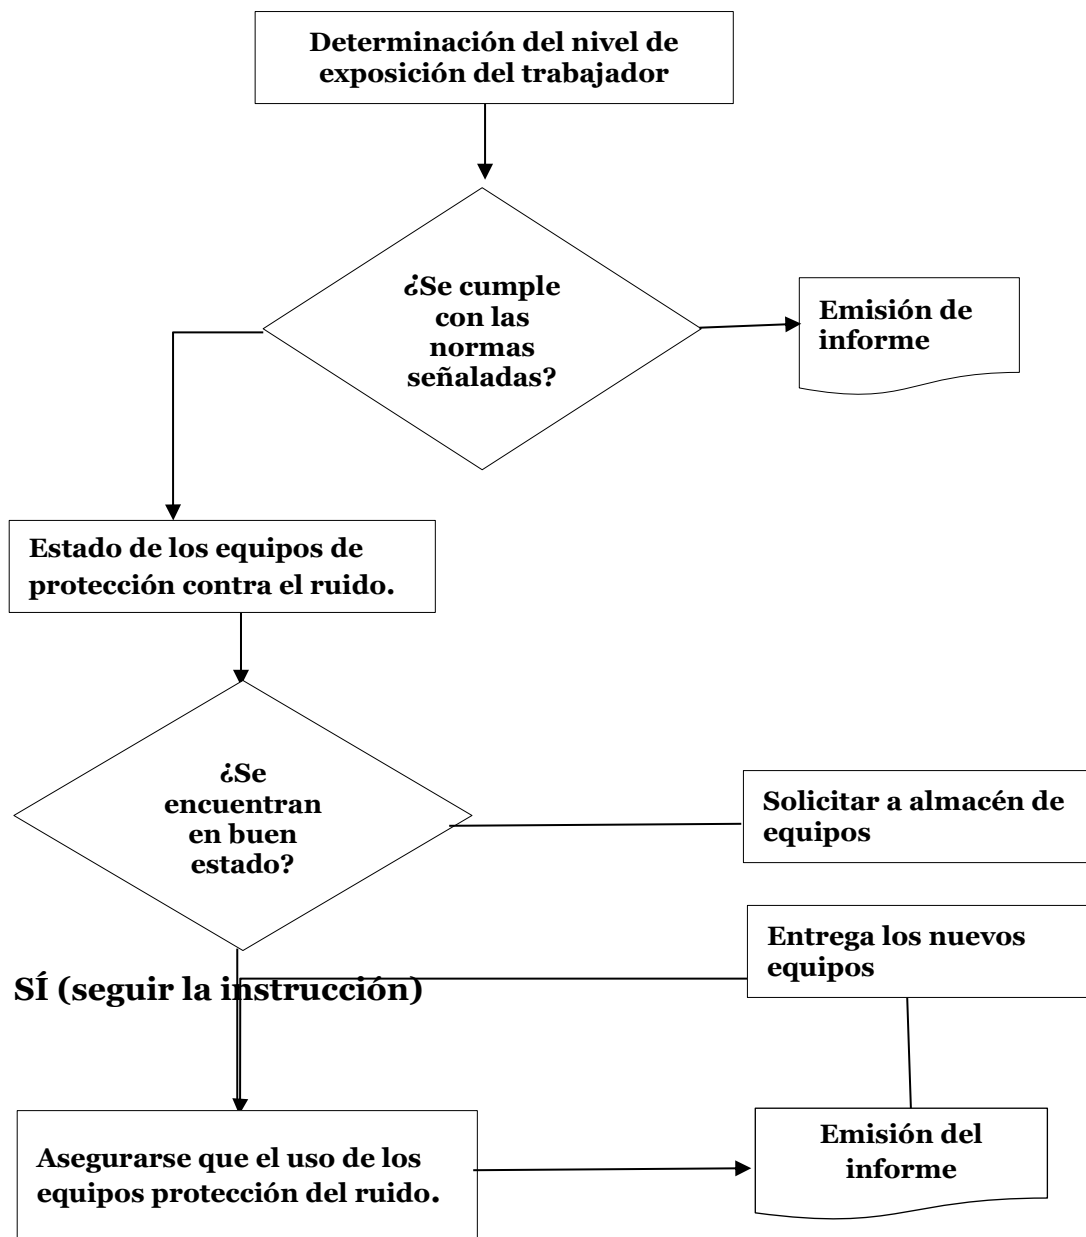 Determinación del nivel de
exposición del trabajador
¿Se cumple
con las
normas
señaladas?
Emisión de
informe
Estado de los equipos de
protección contra el ruido.
¿Se
encuentran
en buen
estado?
Solicitar a almacén de
equipos
Entrega los nuevos
equipos
SÍ (seguir la instrucción)
Asegurarse que el uso de los
equipos protección del ruido.
Emisión del
informe